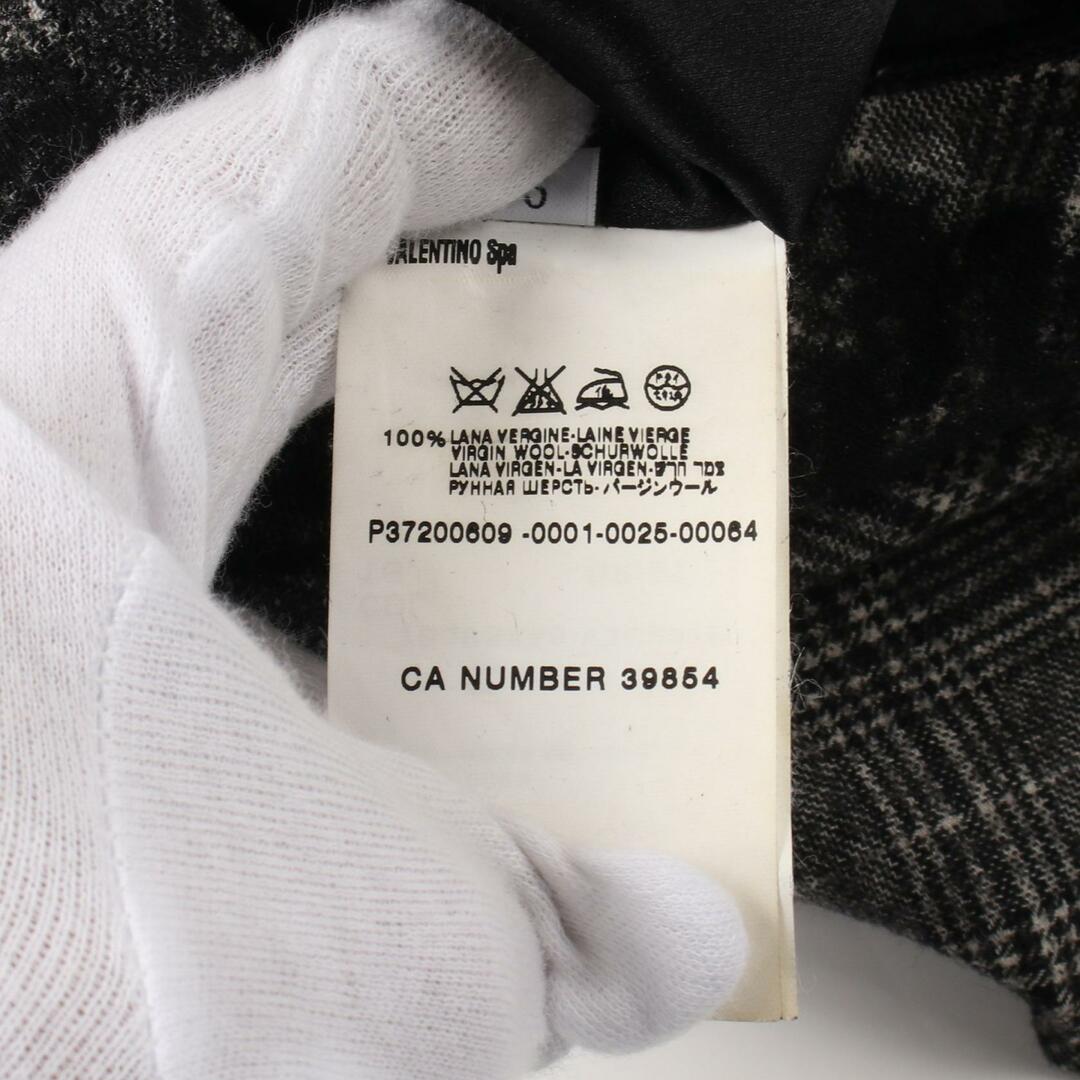 VALENTINO Spa
100% LANA VERGINE-LAINE VIERGE
VIRGIN WOOL-SCHURWOLLE
LANA VIRGEN-LA VIRGEN-צמר חדש
РУННАЯ ШЕРСТЬ-バージンウール
P37200609 -0001-0025-00064
CA NUMBER 39854